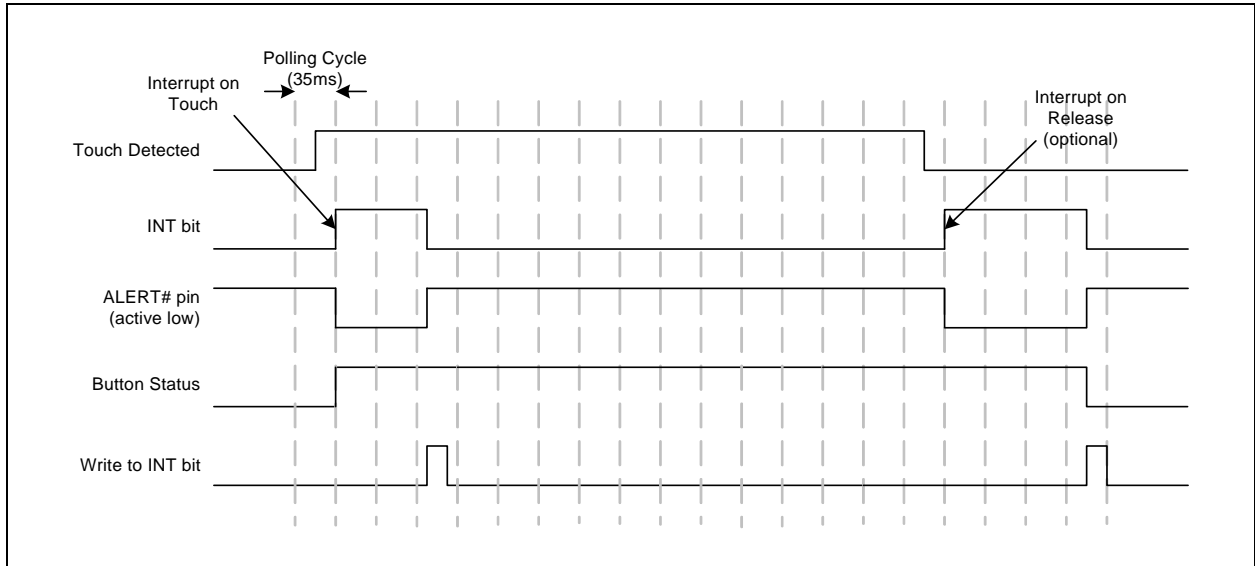 Polling Cycle
(35ms)
Interrupt on
Touch
Interrupt on
Release
(optional)
Touch Detected
INT bit
ALERT# pin
(active low)
Button Status
Write to INT bit